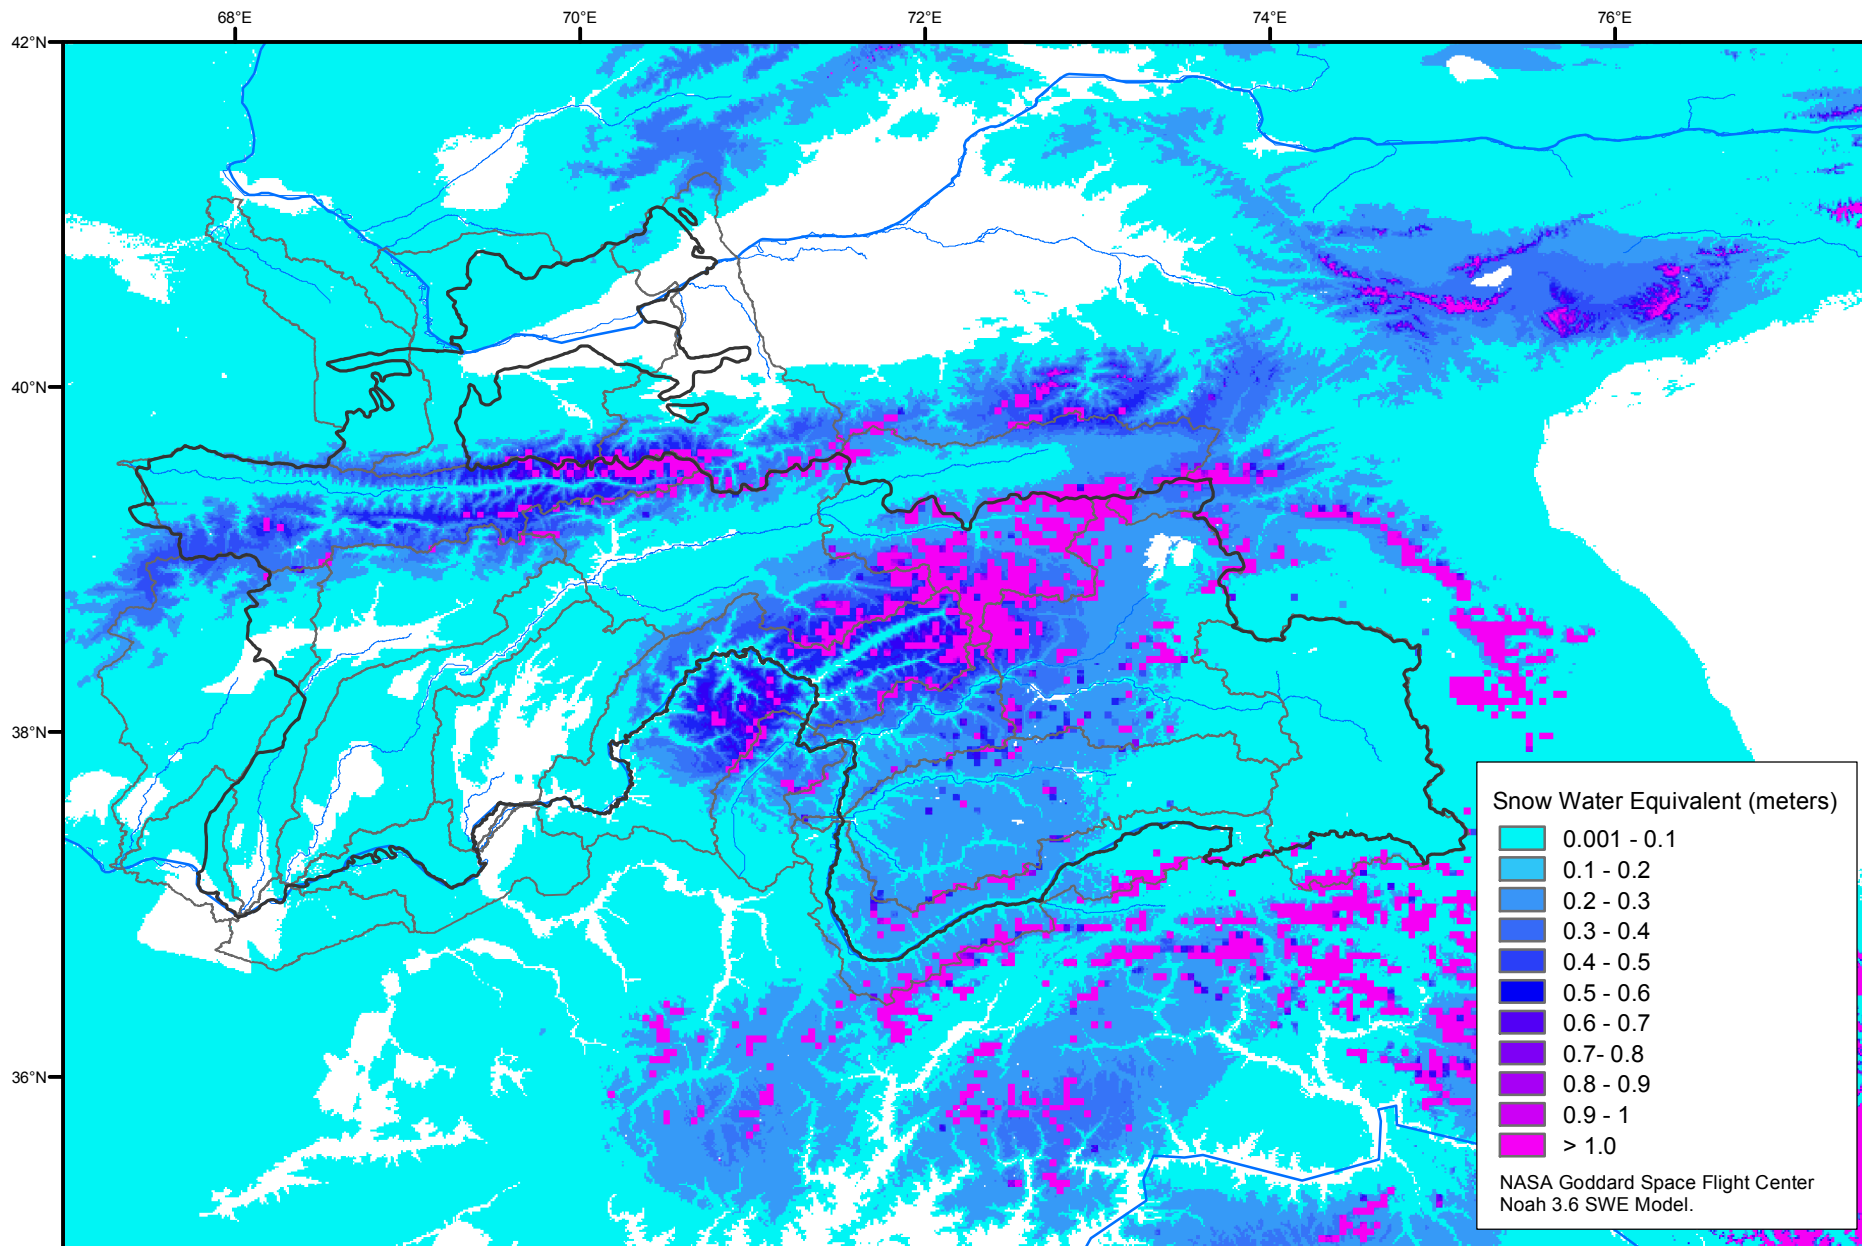 68°E
70°E
72°E
74°E
76°E
42°N
40°N
38°N
36°N
Snow Water Equivalent (meters)
0.001 - 0.1
0.1 - 0.2
0.2 - 0.3
0.3 - 0.4
0.4 - 0.5
0.5 - 0.6
0.6 - 0.7
0.7- 0.8
0.8 - 0.9
0.9 - 1
> 1.0
NASA Goddard Space Flight Center
Noah 3.6 SWE Model.